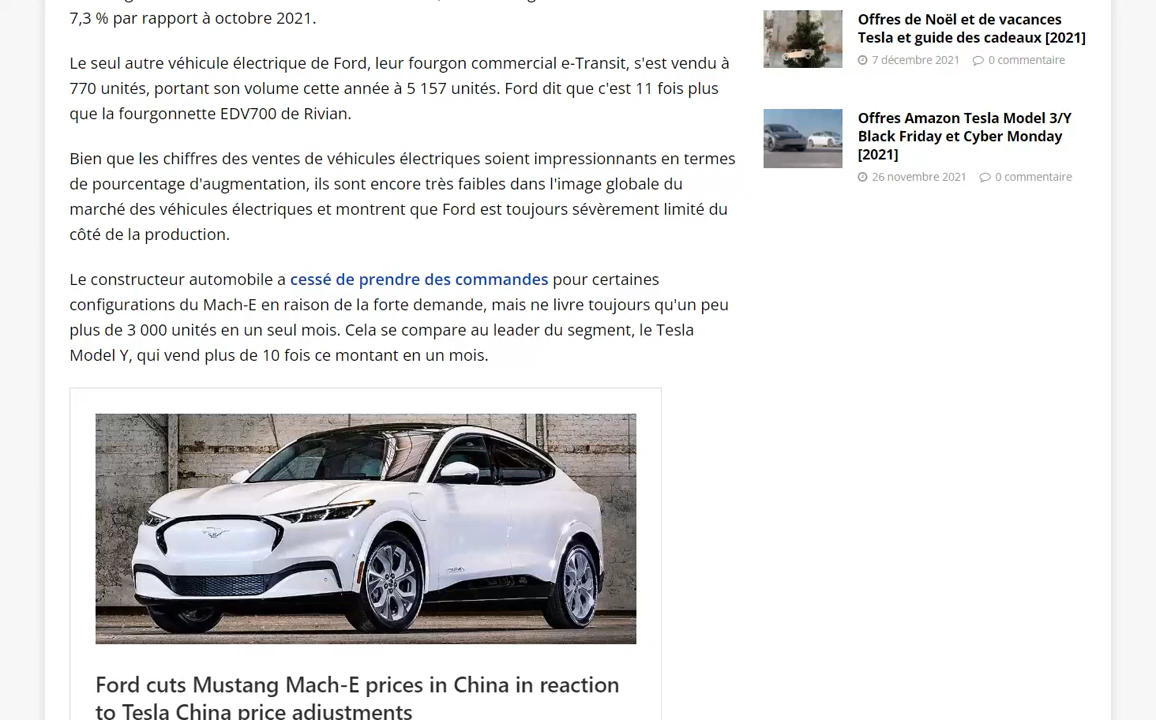 7,3 % par rapport à octobre 2021.
Le seul autre véhicule électrique de Ford, leur fourgon commercial e-Transit, s'est vendu à
770 unités, portant son volume cette année à 5 157 unités. Ford dit que c'est 11 fois plus
que la fourgonnette EDV700 de Rivian.
Bien que les chiffres des ventes de véhicules électriques soient impressionnants en termes
de pourcentage d'augmentation, ils sont encore très faibles dans l'image globale du
marché des véhicules électriques et montrent que Ford est toujours sévèrement limité du
côté de la production.
Le constructeur automobile a cessé de prendre des commandes pour certaines
configurations du Mach-E en raison de la forte demande, mais ne livre toujours qu'un peu
plus de 3 000 unités en un seul mois. Cela se compare au leader du segment, le Tesla
Model Y, qui vend plus de 10 fois ce montant en un mois.
Ford cuts Mustang Mach-E prices in China in reaction
to Tesla China price adjustments
Offres de Noël et de vacances
Tesla et guide des cadeaux [2021]
7 décembre 2021 0 commentaire
Offres Amazon Tesla Model 3/Y
Black Friday et Cyber Monday
[2021]
26 novembre 2021 0 commentaire